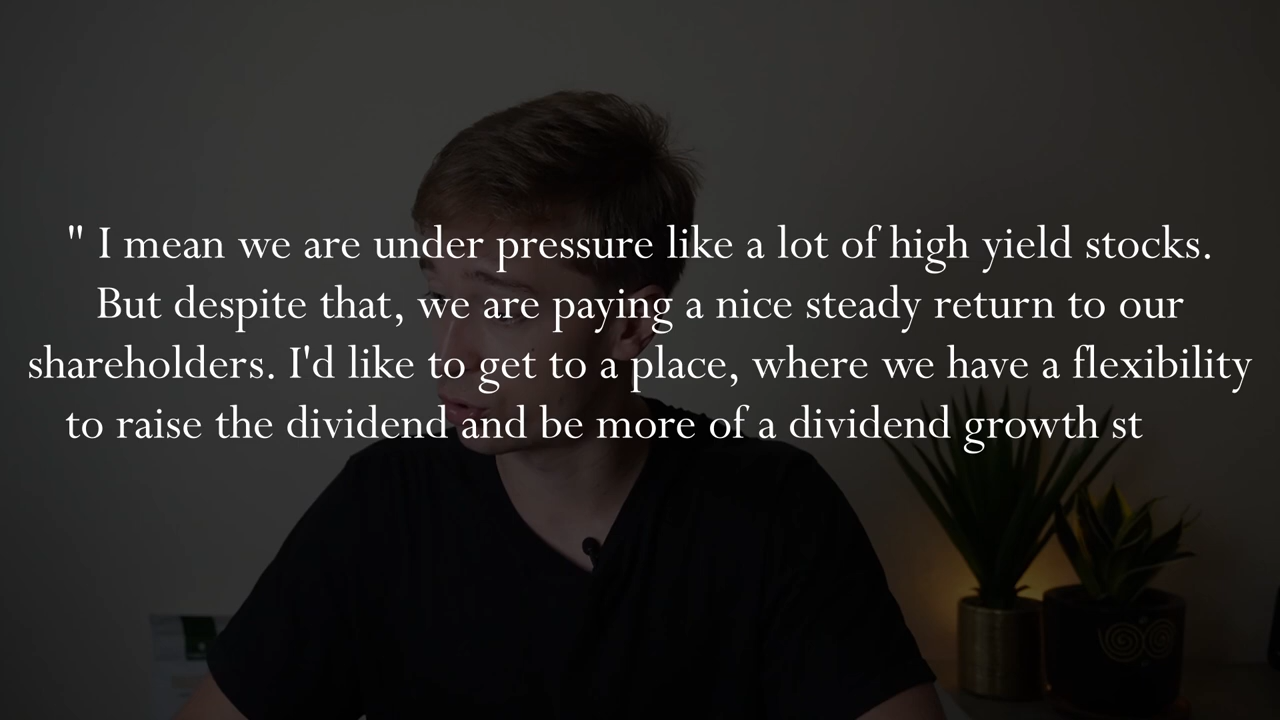 " I mean we are under pressure like a lot of high yield stocks.
But despite that, we are paying a nice steady return to our
shareholders. I'd like to get to a place, where we have a flexibility
to raise the dividend and be more of a dividend growth st